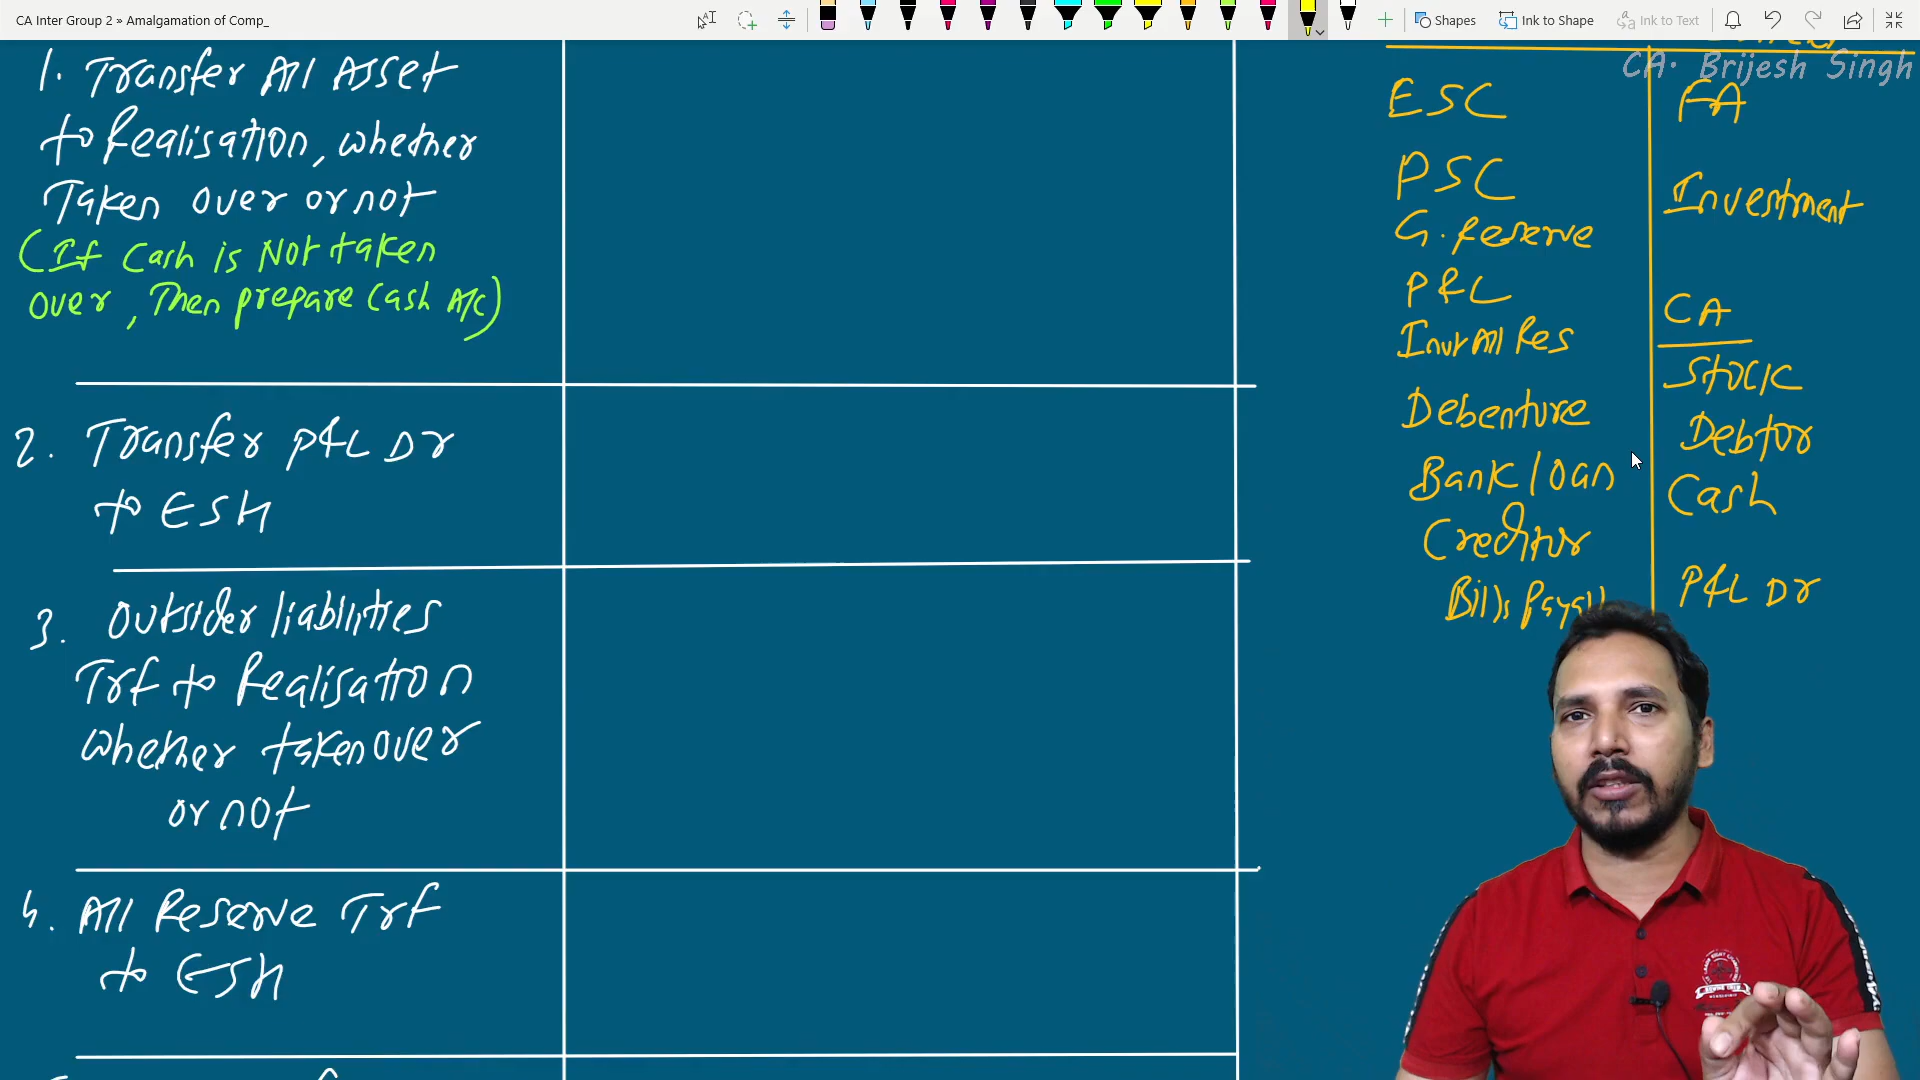 CA Inter Group 2 » Amalgamation of Comp_
Shapes
Ink to Shape
Ink to Text
CA. Brijesh Singh
1. Transfer All Asset
to Realisation, whether
Taken over or not
(If Cash is Not taken
over, Then prepare Cash A/c)
2. Transfer P&L Dr
to ESH
3. Outsider liabilities
Trf to Realisation
whether taken over
or not
4. All Reserve Trf
to ESH
ESC
PSC
G. Reserve
P&L
Invt All Res
Debenture
Bank loan
Creditor
Bills
FA
Investment
CA
Stock
Debtor
Cash
P&L Dr